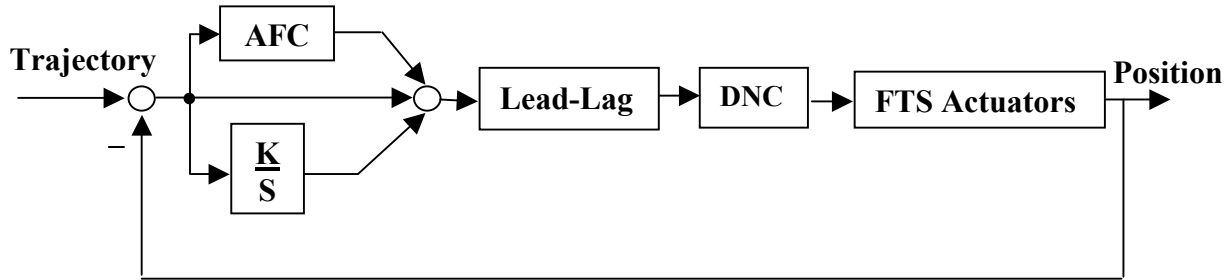 AFC
Trajectory
Position
Lead-Lag
DNC
FTS Actuators
–
K
S